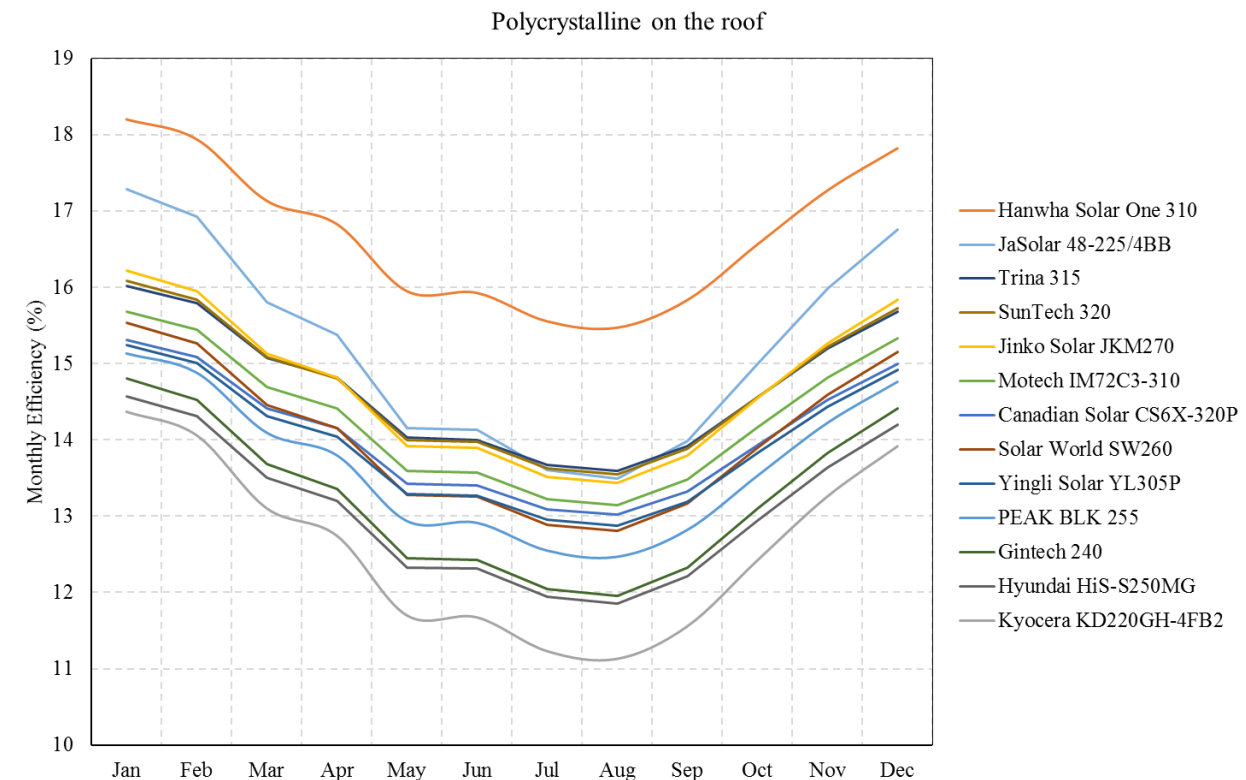 Polycrystalline on the roof
Monthly Efficiency (%)
19
18
17
16
15
14
13
12
11
10
Jan Feb Mar Apr May Jun Jul Aug Sep Oct Nov Dec
Hanwha Solar One 310
JaSolar 48-225/4BB
Trina 315
SunTech 320
Jinko Solar JKM270
Motech IM72C3-310
Canadian Solar CS6X-320P
Solar World SW260
Yingli Solar YL305P
PEAK BLK 255
Gintech 240
Hyundai HiS-S250MG
Kyocera KD220GH-4FB2